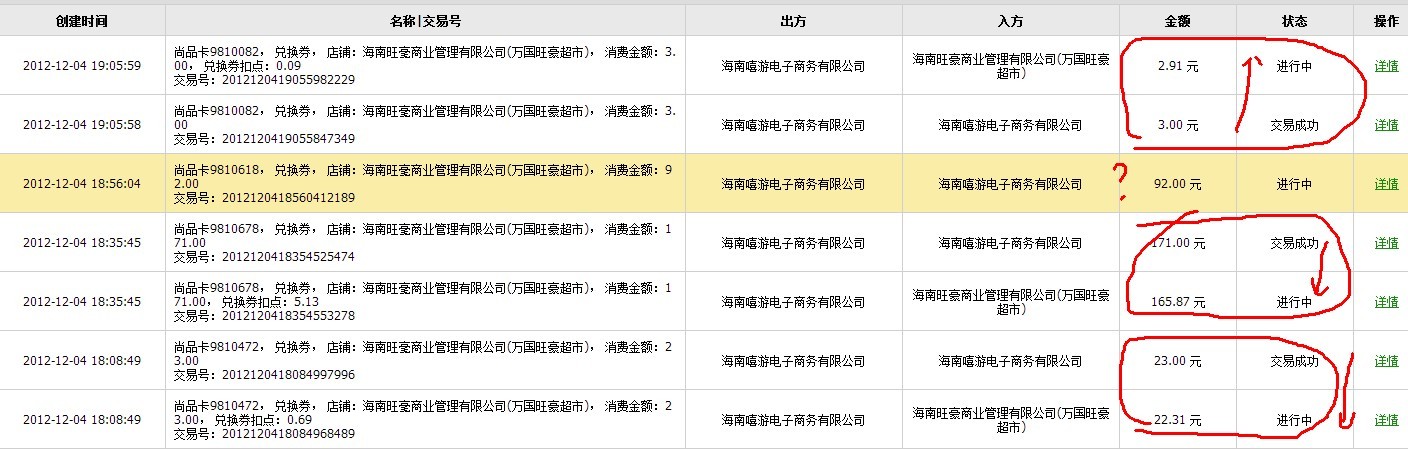 创建时间 名称|交易号 出方 入方 金额 状态 操作
尚品卡9810082, 兑换券, 店铺: 海南旺豪商业管理有限公司(万国旺豪超市), 消费金额: 3.
2012-12-04 19:05:59 00, 兑换券扣点: 0.09 海南嘻游电子商务有限公司 海南旺豪商业管理有限公司(万国旺豪 2.91 元 进行中 详情
超市)
交易号: 2012120419055982229
尚品卡9810082, 兑换券, 店铺: 海南旺豪商业管理有限公司(万国旺豪超市), 消费金额: 3.
2012-12-04 19:05:58 00 海南嘻游电子商务有限公司 海南嘻游电子商务有限公司 3.00 元 交易成功 详情
交易号: 2012120419055847349
尚品卡9810618, 兑换券, 店铺: 海南旺豪商业管理有限公司(万国旺豪超市), 消费金额: 9
2012-12-04 18:56:04 2.00 海南嘻游电子商务有限公司 海南嘻游电子商务有限公司 ? 92.00 元 进行中 详情
交易号: 2012120418560412189
尚品卡9810678, 兑换券, 店铺: 海南旺豪商业管理有限公司(万国旺豪超市), 消费金额: 1
2012-12-04 18:35:45 71.00 海南嘻游电子商务有限公司 海南嘻游电子商务有限公司 171.00 元 交易成功 详情
交易号: 2012120418354525474
尚品卡9810678, 兑换券, 店铺: 海南旺豪商业管理有限公司(万国旺豪超市), 消费金额: 1
2012-12-04 18:35:45 71.00, 兑换券扣点: 5.13 海南嘻游电子商务有限公司 海南旺豪商业管理有限公司(万国旺豪 165.87 元 进行中 详情
超市)
交易号: 2012120418354553278
尚品卡9810472, 兑换券, 店铺: 海南旺豪商业管理有限公司(万国旺豪超市), 消费金额: 2
2012-12-04 18:08:49 3.00 海南嘻游电子商务有限公司 海南嘻游电子商务有限公司 23.00 元 交易成功 详情
交易号: 2012120418084997996
尚品卡9810472, 兑换券, 店铺: 海南旺豪商业管理有限公司(万国旺豪超市), 消费金额: 2
2012-12-04 18:08:49 3.00, 兑换券扣点: 0.69 海南嘻游电子商务有限公司 海南旺豪商业管理有限公司(万国旺豪 22.31 元 进行中 详情
超市)
交易号: 2012120418084968489